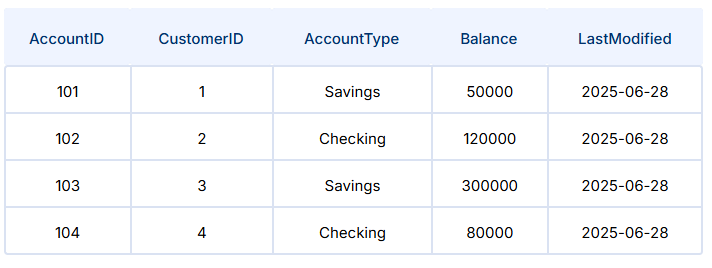 AccountID CustomerID AccountType Balance LastModified
101 1 Savings 50000 2025-06-28
102 2 Checking 120000 2025-06-28
103 3 Savings 300000 2025-06-28
104 4 Checking 80000 2025-06-28